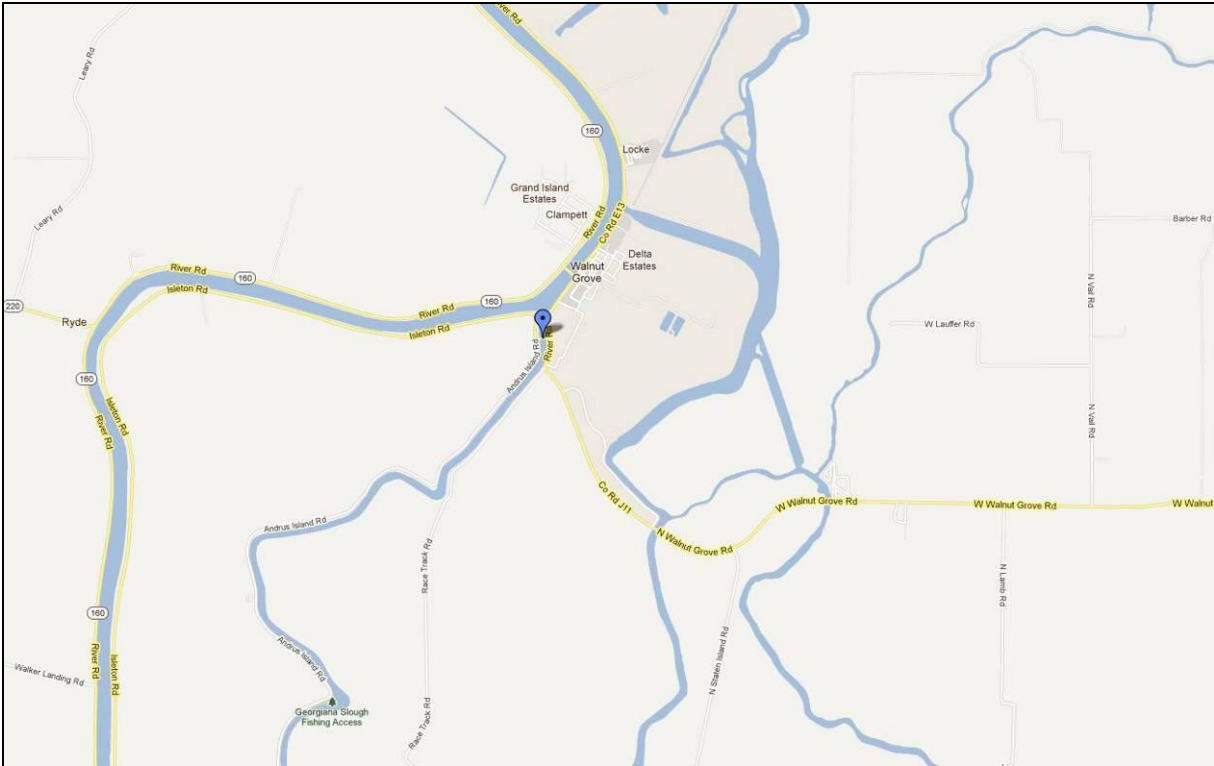 River Rd
Leary Rd
160
Locke
Grand Island
Estates
Clampett
River Rd
Co Rd E13
Leary Rd
Barber Rd
Delta
Estates
Walnut
Grove
River Rd
160
Isleton Rd
N Vail Rd
220
River Rd
160
Ryde
Isleton Rd
W Lauffer Rd
River Rd
Andrus Island Rd
160
Isleton Rd
River Rd
N Vail Rd
Co Rd J11
W Walnut Grove Rd
W Walnut Grove Rd
W Walnut
Andrus Island Rd
N Walnut Grove Rd
Race Track Rd
N Lamb Rd
160
River Rd
Isleton Rd
Andrus Island Rd
N Staten Island Rd
Walker Landing Rd
Georgiana Slough
Fishing Access
Race Track Rd